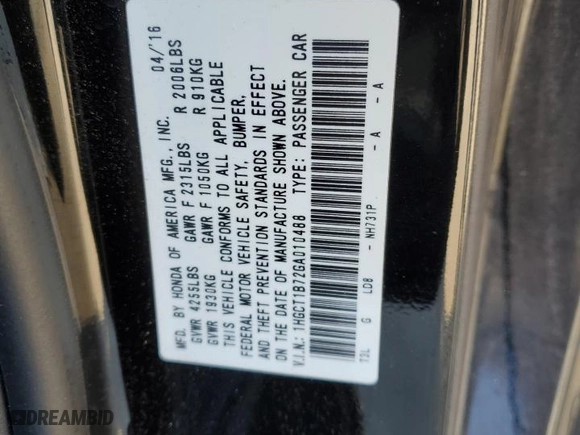 MFD. BY HONDA OF AMERICA MFG., INC. 04/'16
GVWR 4255LBS GAWR F 2315LBS R 2006LBS
GVWR 1930KG GAWR F 1050KG R 910KG
THIS VEHICLE CONFORMS TO ALL APPLICABLE
FEDERAL MOTOR VEHICLE SAFETY, BUMPER,
AND THEFT PREVENTION STANDARDS IN EFFECT
ON THE DATE OF MANUFACTURE SHOWN ABOVE.
V.I.N.: 1HGCT1B72GA010488 TYPE: PASSENGER CAR
T3L G LD8 - NH731P - A - A
DREAMBID